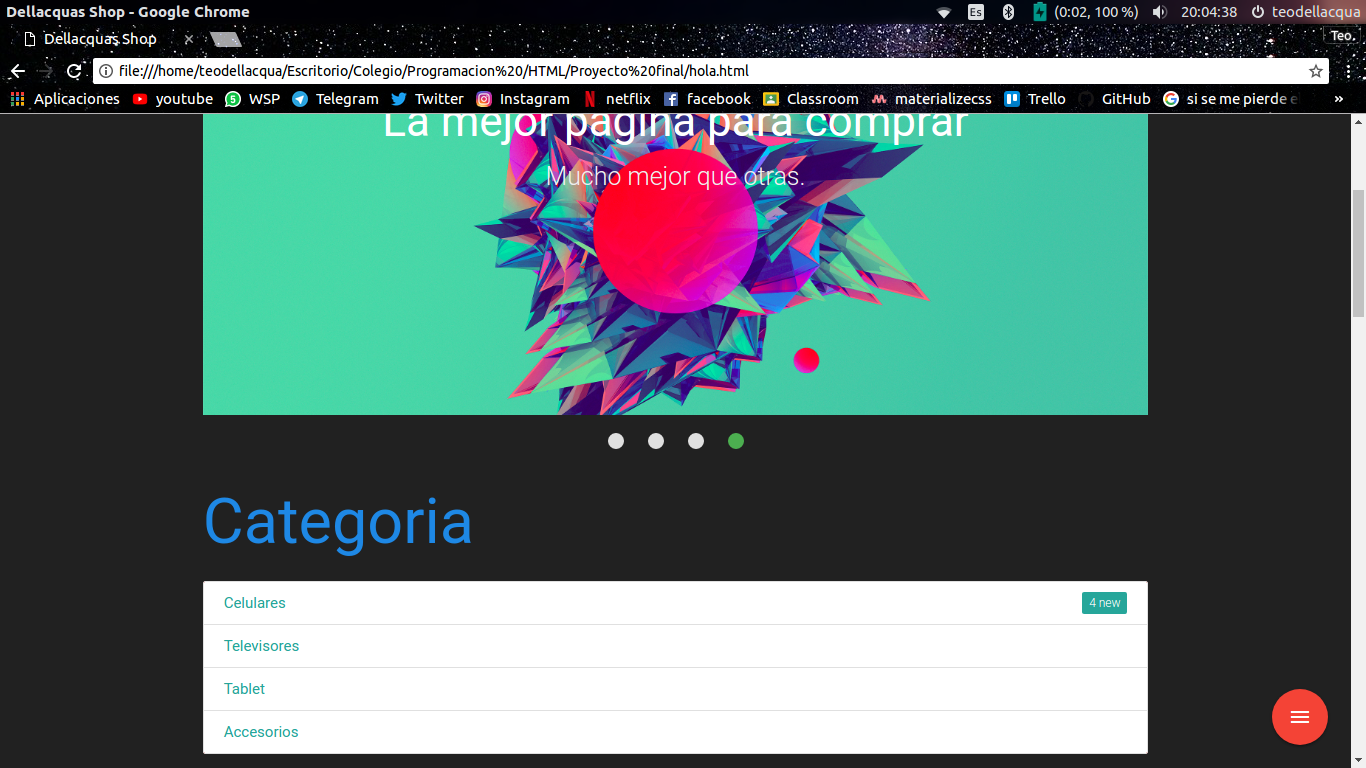 Dellacquas Shop - Google Chrome
Es
(0:02, 100 %)
20:04:38
teodellacqua
Dellacquas Shop
Teo.
file:///home/teodellacqua/Escritorio/Colegio/Programacion%20/HTML/Proyecto%20final/hola.html
Aplicaciones youtube WSP Telegram Twitter Instagram netflix facebook Classroom materializecss Trello GitHub si se me pierde e »
La mejor pagina para comprar
Mucho mejor que otras.
Categoria
Celulares 4 new
Televisores
Tablet
Accesorios